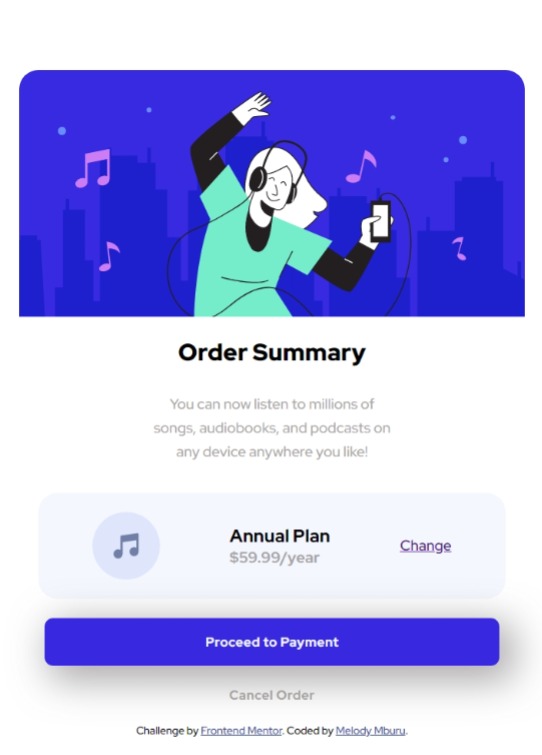 Order Summary
You can now listen to millions of
songs, audiobooks, and podcasts on
any device anywhere you like!
Annual Plan
$59.99/year
Change
Proceed to Payment
Cancel Order
Challenge by Frontend Mentor. Coded by Melody Mburu.